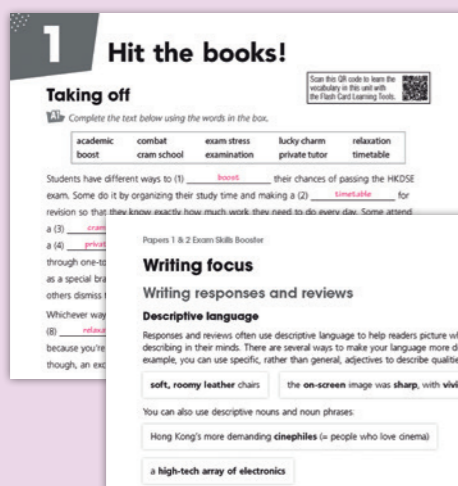 1
Hit the books!
Scan this QR code to learn the
vocabulary in this unit with
the Flash Card Learning Tools.
Taking off
A1 Complete the text below using the words in the box.
academic combat exam stress lucky charm relaxation
boost cram school examination private tutor timetable
Students have different ways to (1) boost their chances of passing the HKDSE
exam. Some do it by organizing their study time and making a (2) timetable for
revision so that they know exactly how much work they need to do every day. Some attend
a (3) cram
a (4) privat
through one-to
as a special bra
others dismiss t
Whichever way
(8) relaxa
because you're
though, an exc
Papers 1 & 2 Exam Skills Booster
Writing focus
Writing responses and reviews
Descriptive language
Responses and reviews often use descriptive language to help readers picture wh
describing in their minds. There are several ways to make your language more d
example, you can use specific, rather than general, adjectives to describe qualitie
soft, roomy leather chairs the on-screen image was sharp, with vivi
You can also use descriptive nouns and noun phrases:
Hong Kong's more demanding cinephiles (= people who love cinema)
a high-tech array of electronics